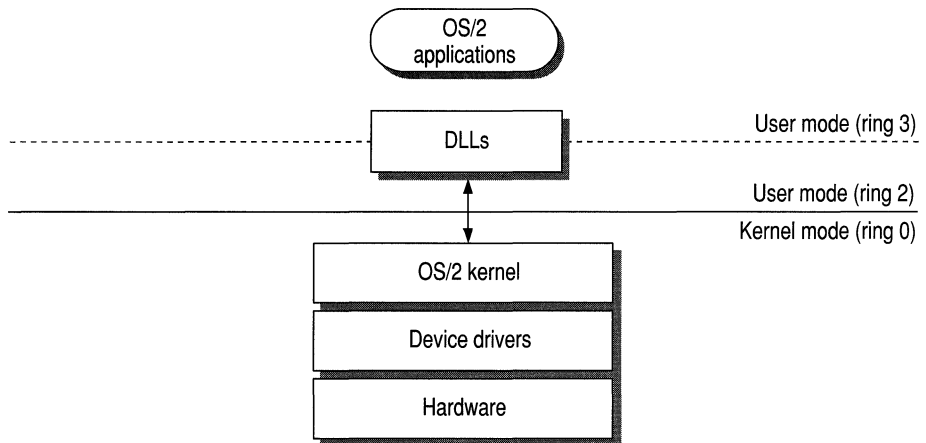 OS/2
applications
User mode (ring 3)
DLLs
User mode (ring 2)
Kernel mode (ring 0)
OS/2 kernel
Device drivers
Hardware